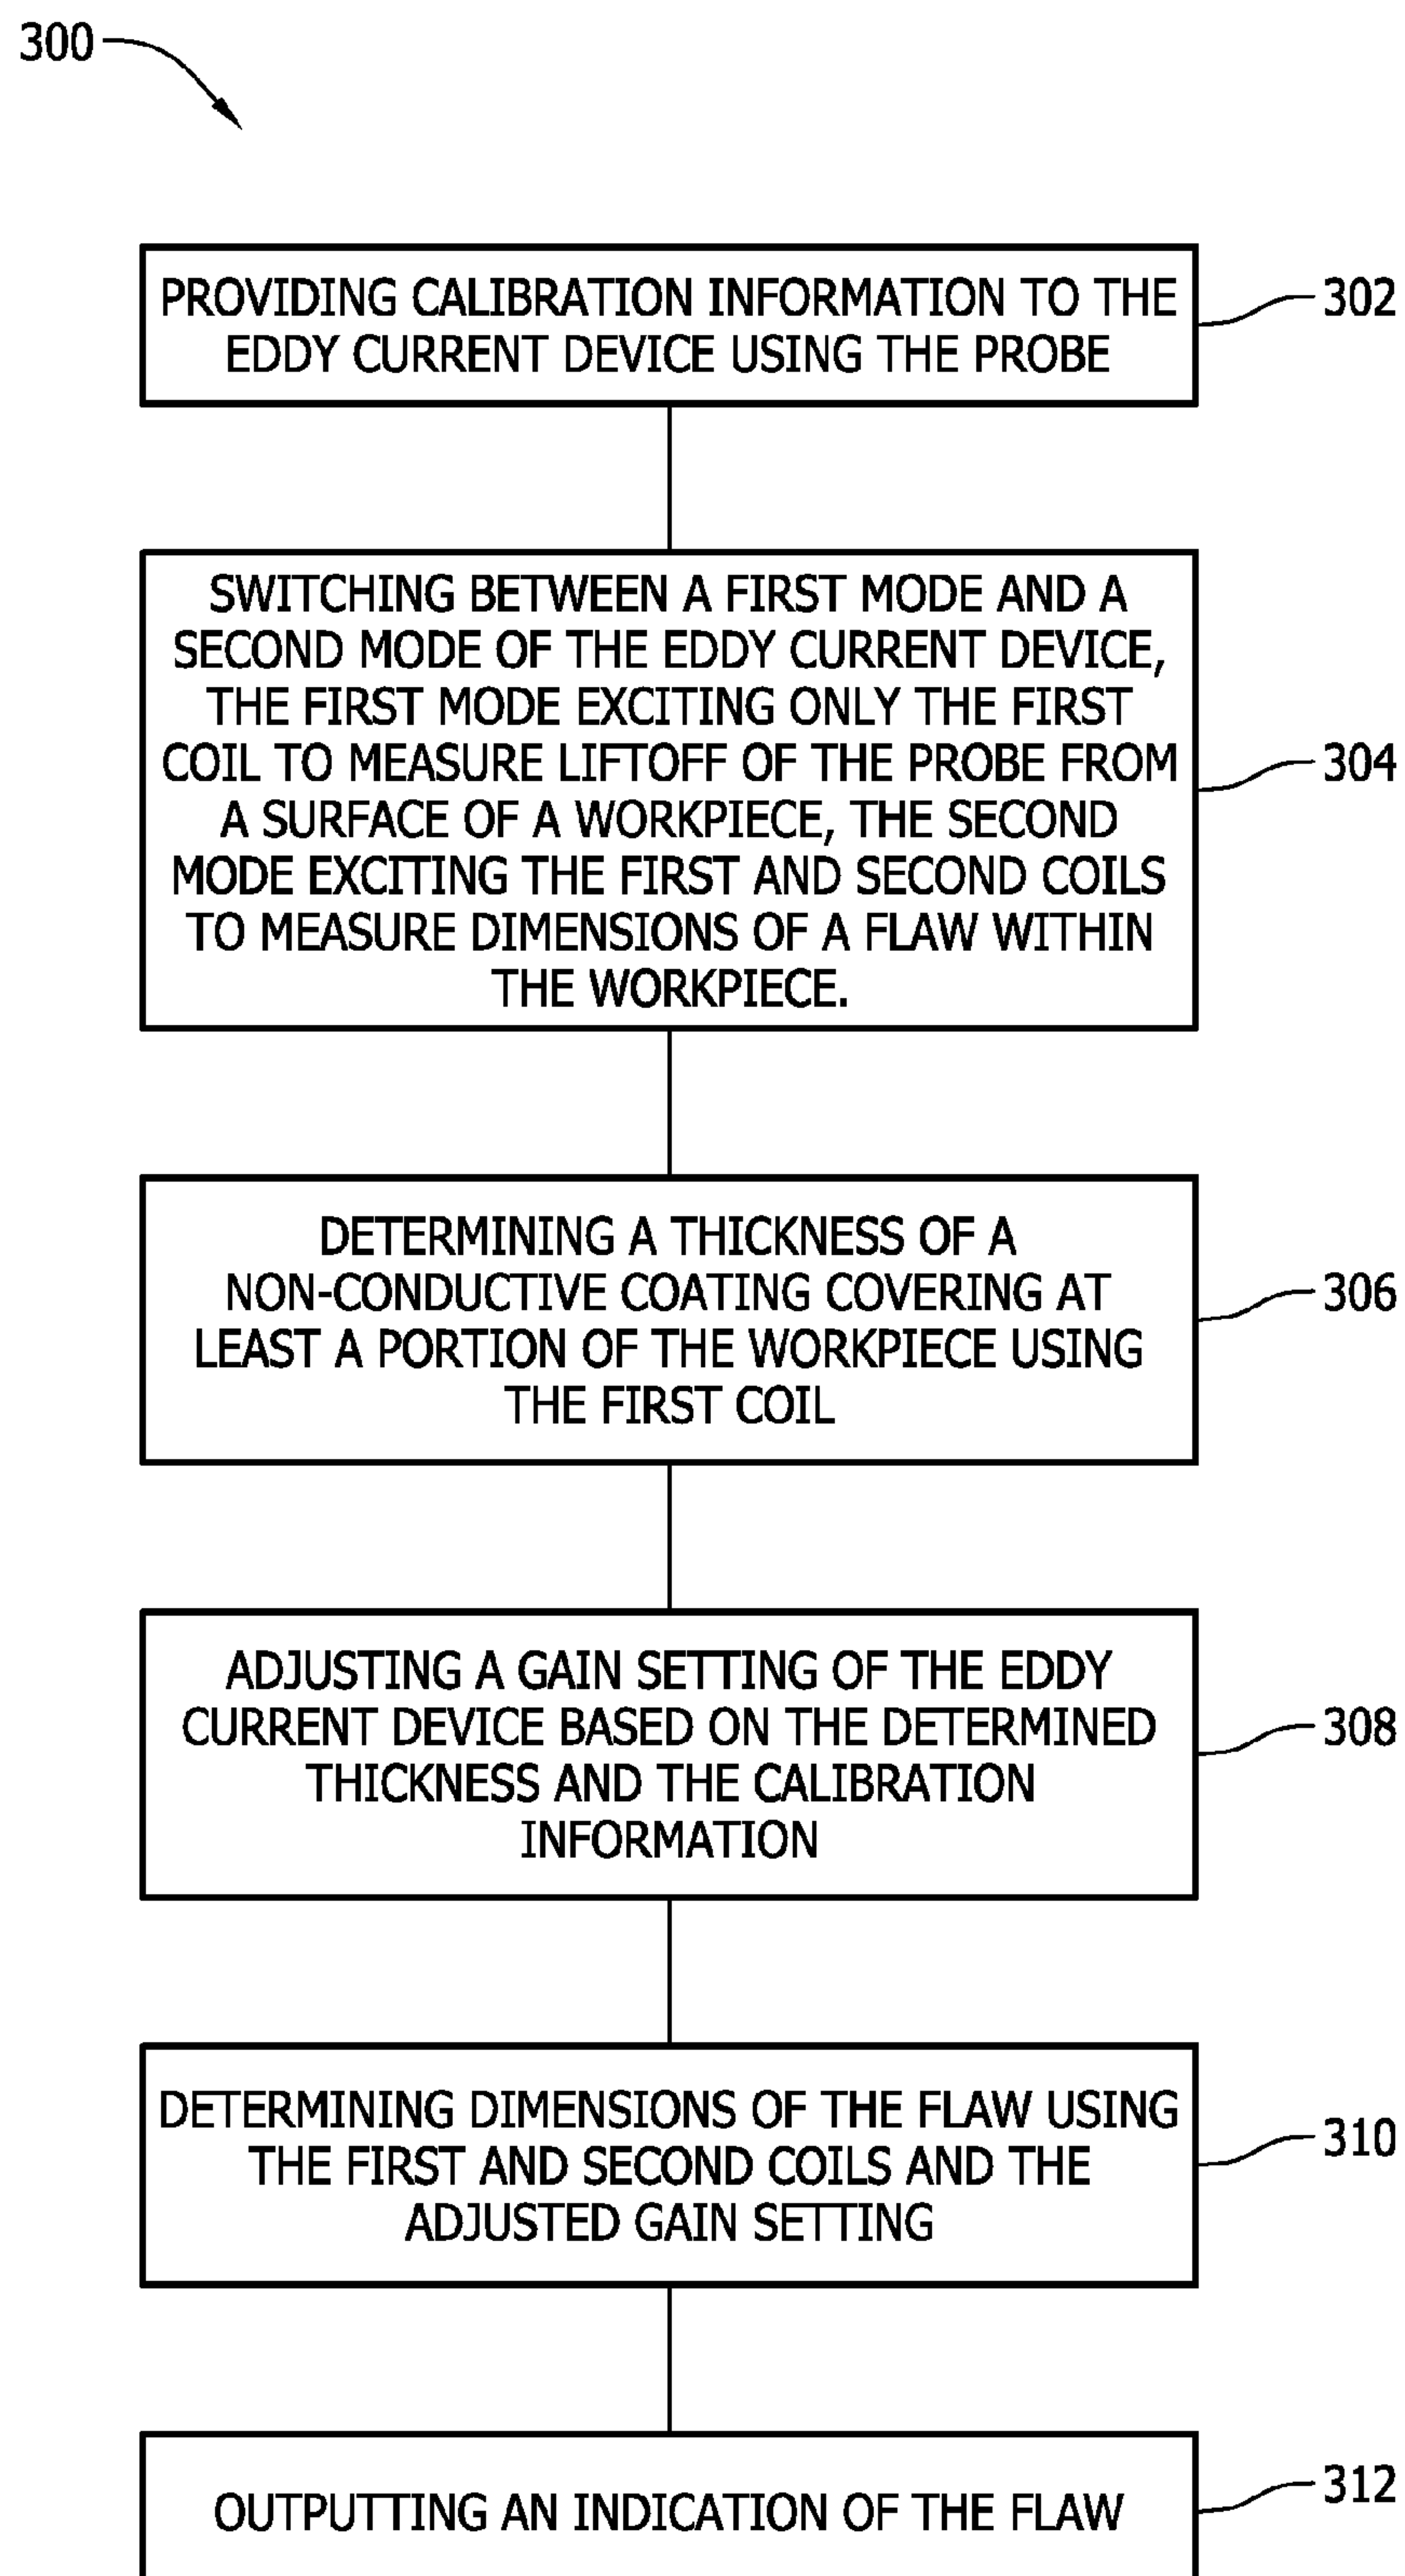 300
PROVIDING CALIBRATION INFORMATION TO THE
EDDY CURRENT DEVICE USING THE PROBE
302
SWITCHING BETWEEN A FIRST MODE AND A
SECOND MODE OF THE EDDY CURRENT DEVICE,
THE FIRST MODE EXCITING ONLY THE FIRST
COIL TO MEASURE LIFTOFF OF THE PROBE FROM
A SURFACE OF A WORKPIECE, THE SECOND
MODE EXCITING THE FIRST AND SECOND COILS
TO MEASURE DIMENSIONS OF A FLAW WITHIN
THE WORKPIECE.
304
DETERMINING A THICKNESS OF A
NON-CONDUCTIVE COATING COVERING AT
LEAST A PORTION OF THE WORKPIECE USING
THE FIRST COIL
306
ADJUSTING A GAIN SETTING OF THE EDDY
CURRENT DEVICE BASED ON THE DETERMINED
THICKNESS AND THE CALIBRATION
INFORMATION
308
DETERMINING DIMENSIONS OF THE FLAW USING
THE FIRST AND SECOND COILS AND THE
ADJUSTED GAIN SETTING
310
OUTPUTTING AN INDICATION OF THE FLAW
312